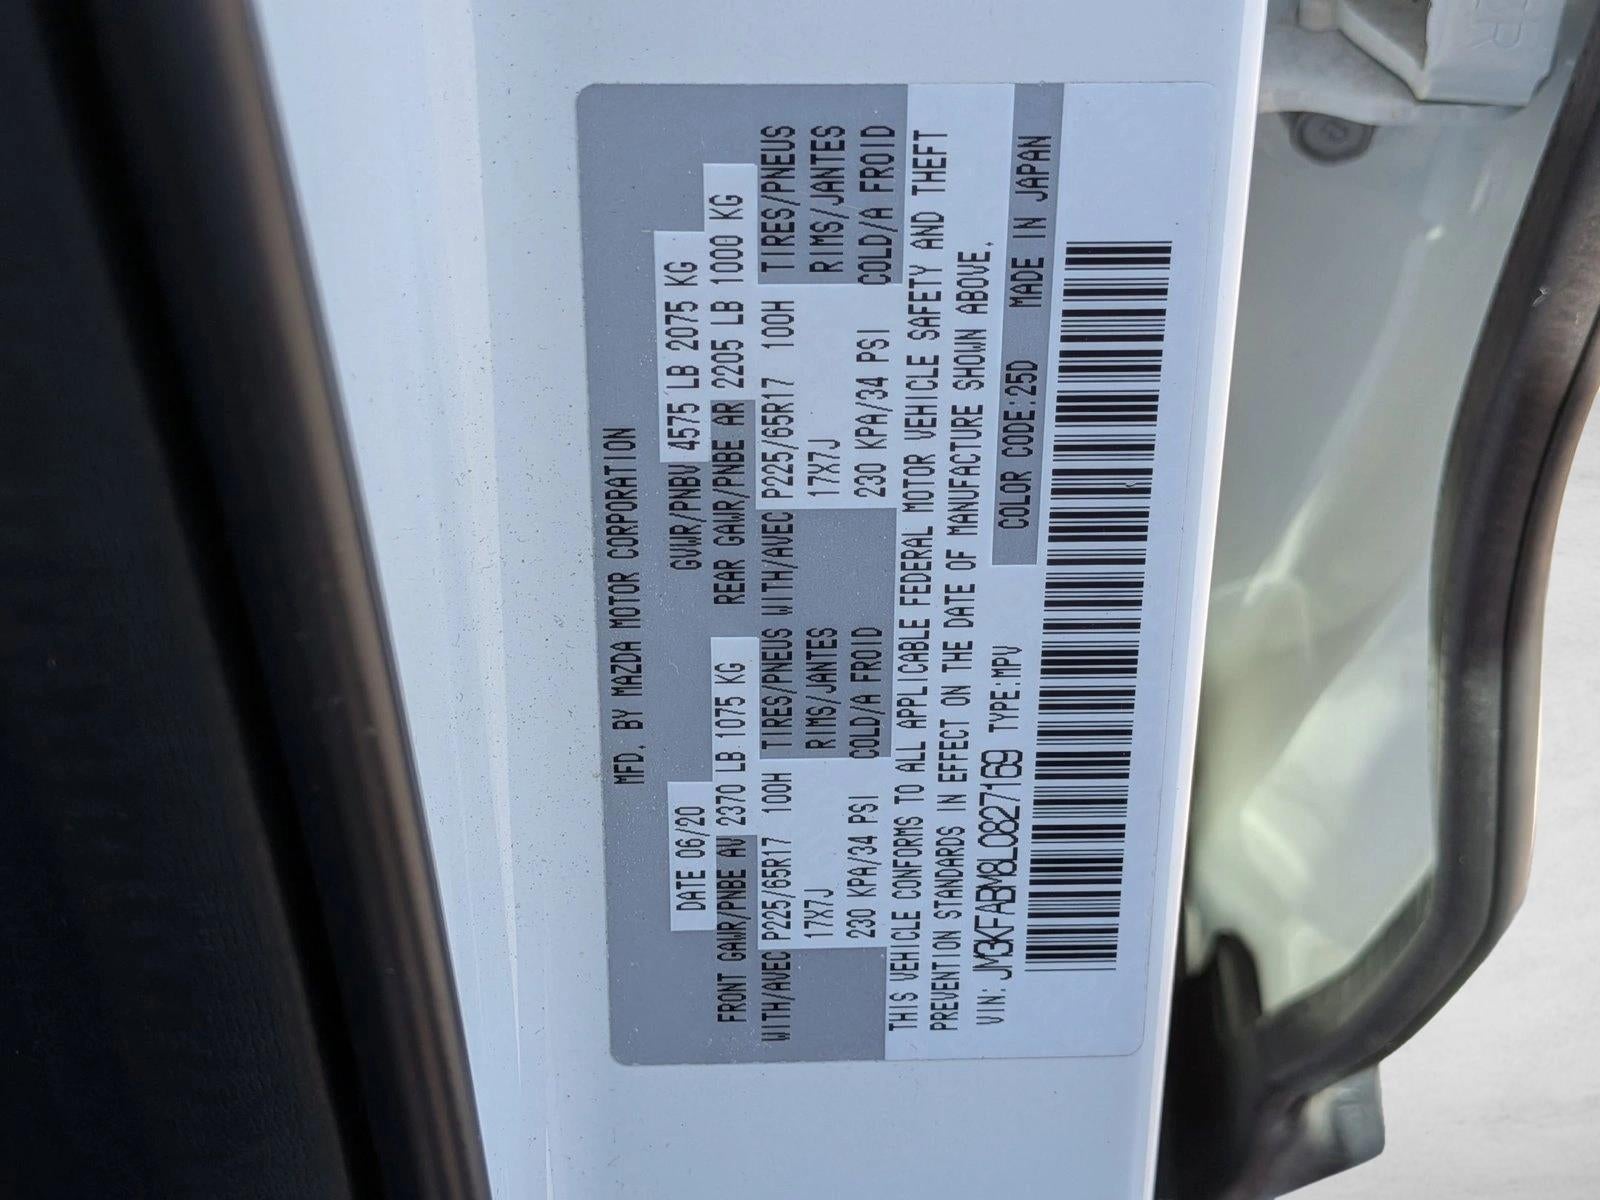 MFD. BY MAZDA MOTOR CORPORATION
DATE 06/20 GVWR/PNBV 4575 LB 2075 KG
FRONT GAWR/PNBE AV 2370 LB 1075 KG REAR GAWR/PNBE AR 2205 LB 1000 KG
WITH/AVEC P225/65R17 100H TIRES/PNEUS WITH/AVEC P225/65R17 100H TIRES/PNEUS
17X7J RIMS/JANTES 17X7J RIMS/JANTES
230 KPA/34 PSI COLD/A FROID 230 KPA/34 PSI COLD/A FROID
THIS VEHICLE CONFORMS TO ALL APPLICABLE FEDERAL MOTOR VEHICLE SAFETY AND THEFT
PREVENTION STANDARDS IN EFFECT ON THE DATE OF MANUFACTURE SHOWN ABOVE.
VIN: JM3KFABM8L0827169 TYPE:MPV COLOR CODE:25D MADE IN JAPAN